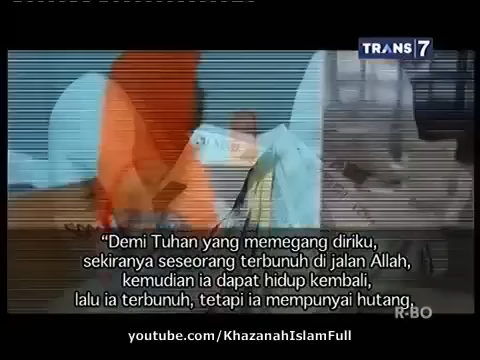 TRANS 7
“Demi Tuhan yang memegang diriku,
sekiranya seseorang terbunuh di jalan Allah,
kemudian ia dapat hidup kembali,
lalu ia terbunuh, tetapi ia mempunyai hutang,
R-BO
youtube.com/KhazanahIslamFull